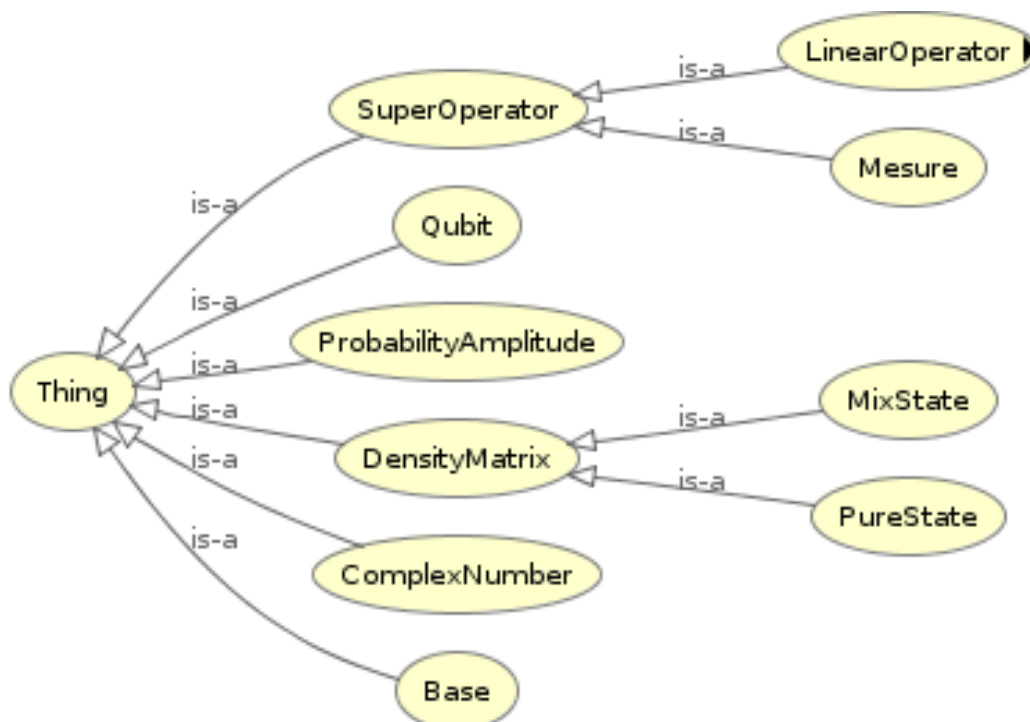 LinearOperator
is-a
SuperOperator
is-a
Mesure
is-a
Qubit
is-a
ProbabilityAmplitude
is-a
Thing
is-a
MixState
is-a
DensityMatrix
is-a
is-a
PureState
is-a
ComplexNumber
Base